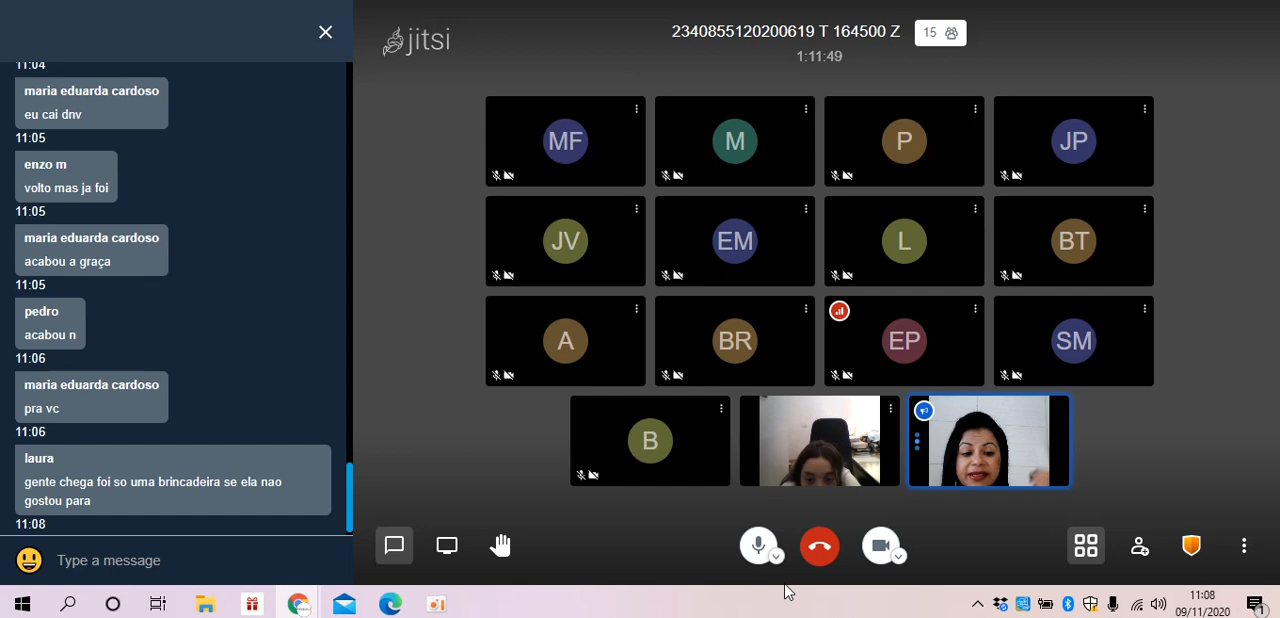 11:04
maria eduarda cardoso
eu cai dnv
11:05
enzo m
volto mas ja foi
11:05
maria eduarda cardoso
acabou a graça
11:05
pedro
acabou n
11:06
maria eduarda cardoso
pra vc
11:06
laura
gente chega foi so uma brincadeira se ela nao
gostou para
11:08
Type a message
jitsi
2340855120200619 T 164500 Z
15
1:11:49
MF
M
P
JP
JV
EM
L
BT
A
BR
EP
SM
B
11:08
09/11/2020
1